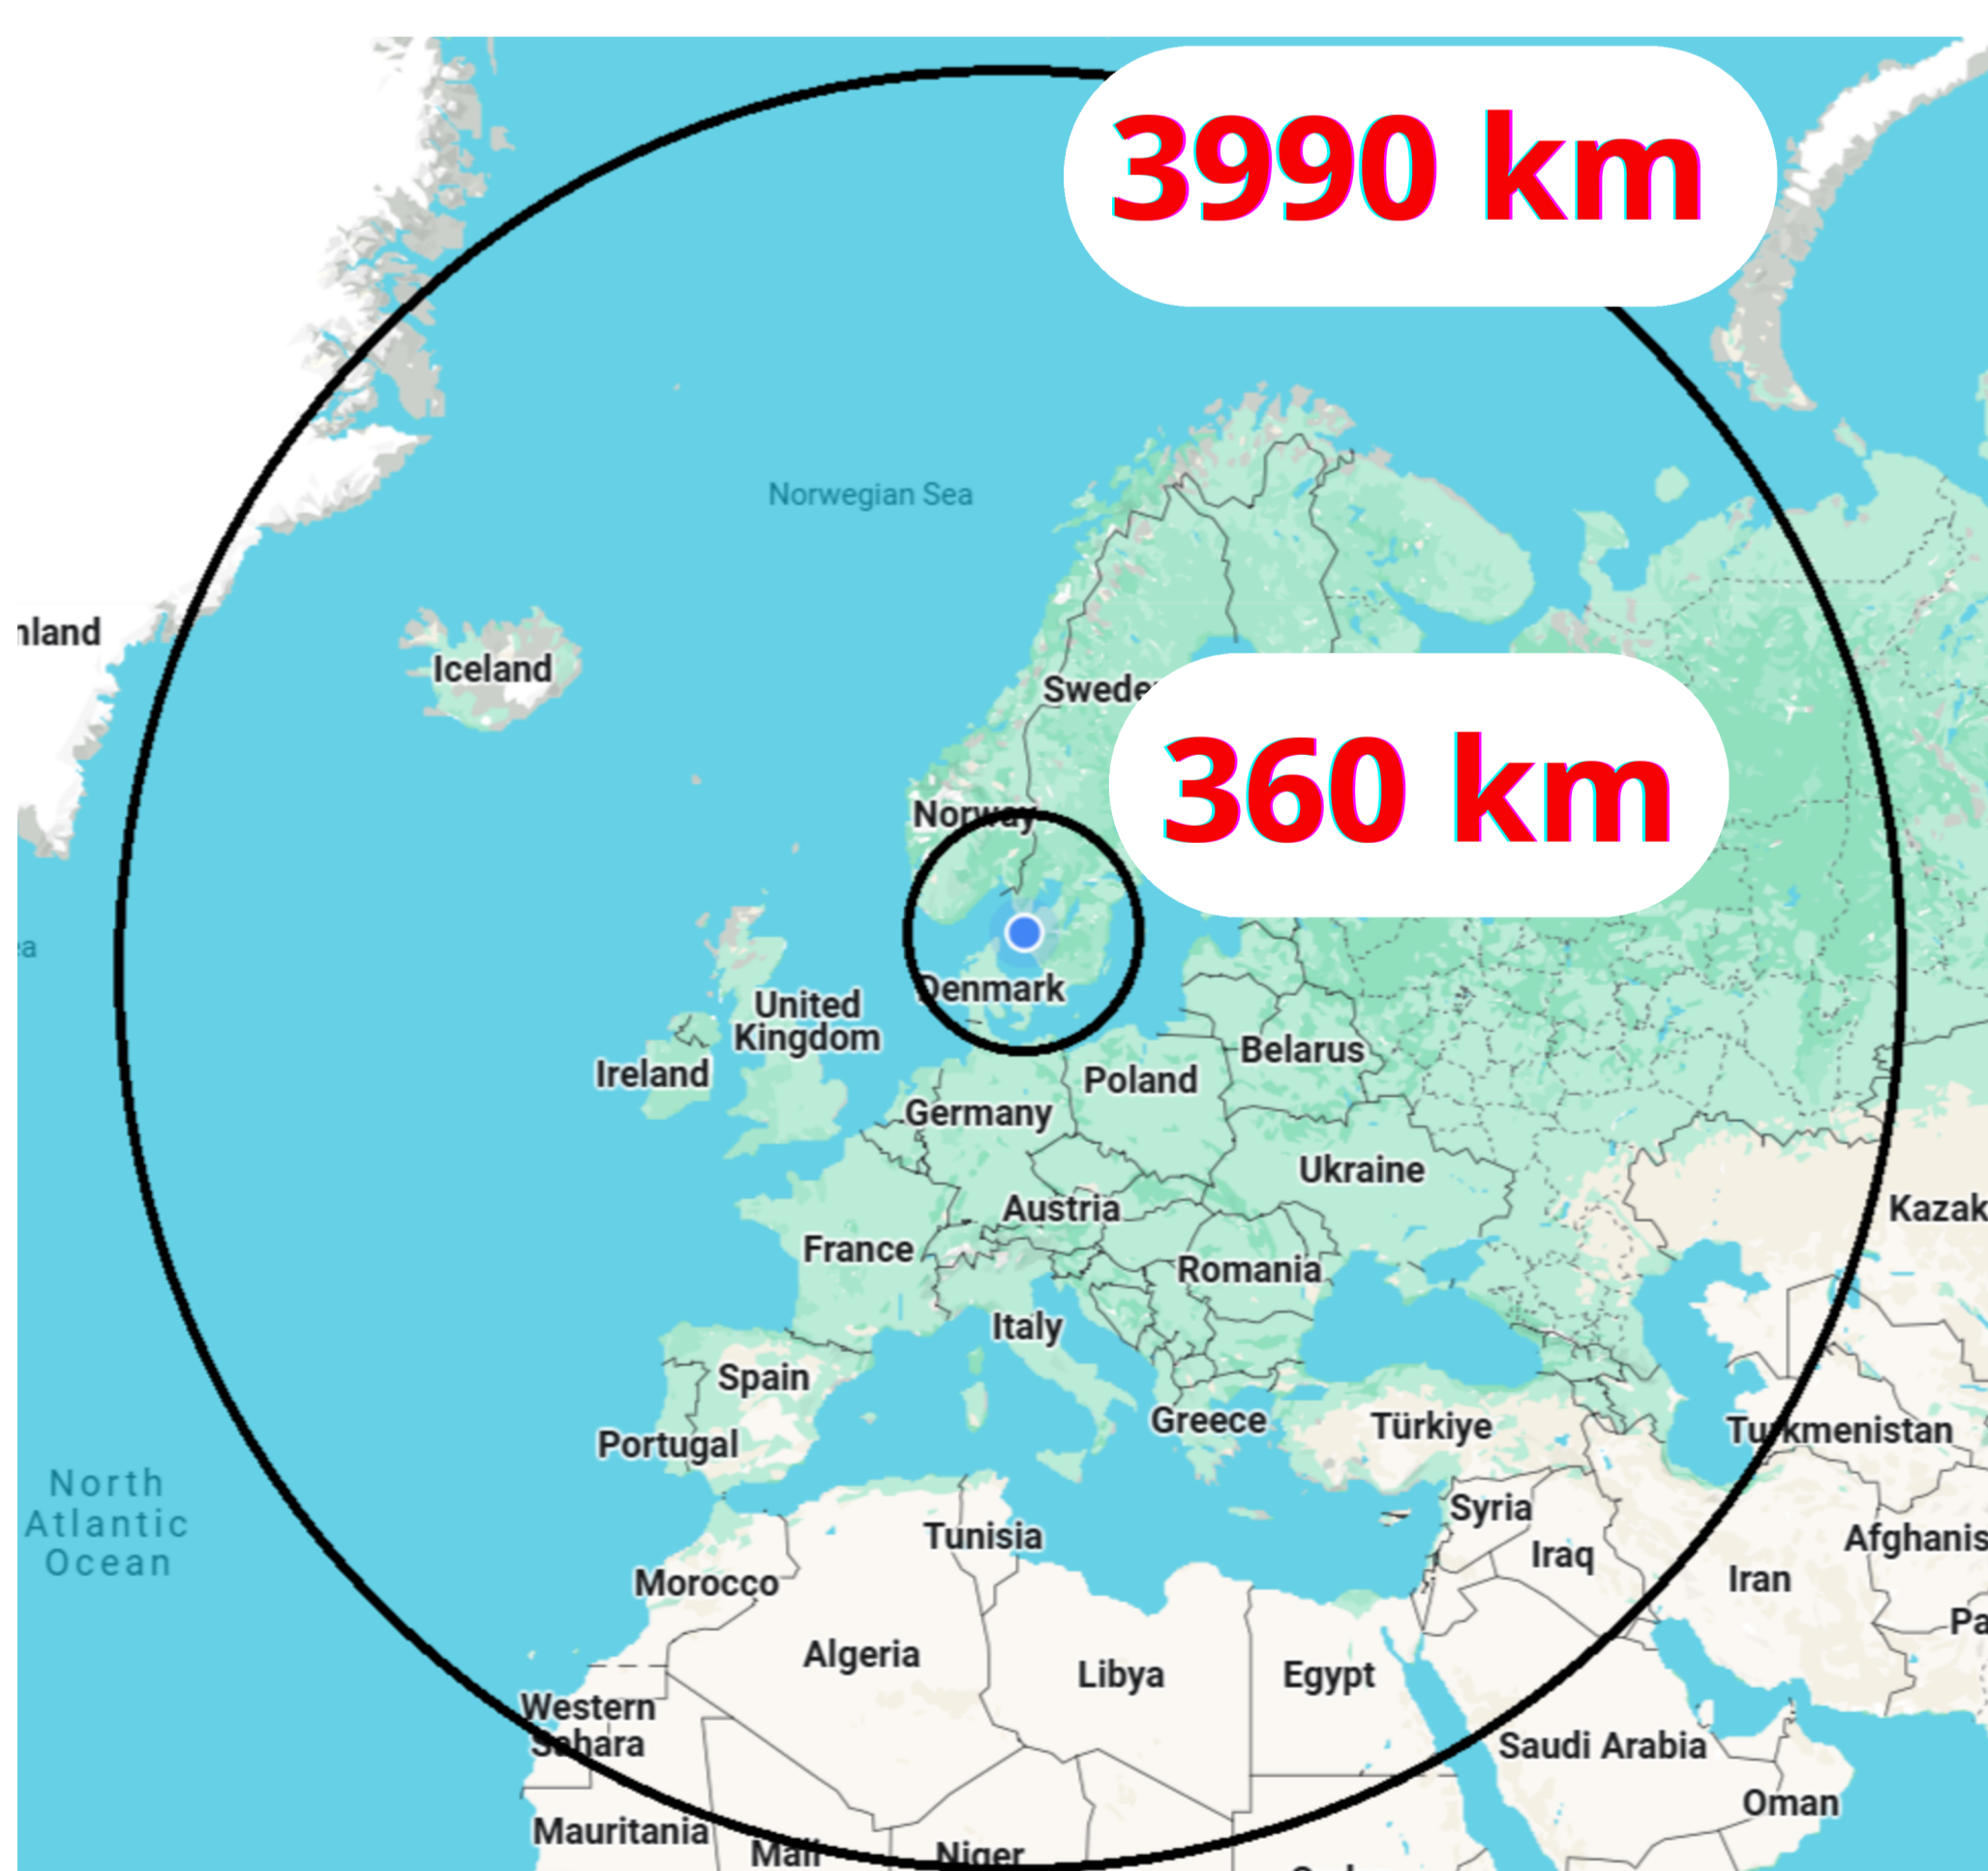 3990 km
Norwegian Sea
nland
Iceland
Swede
360 km
Norway
ea
Denmark
United
Kingdom
Belarus
Ireland
Poland
Germany
Ukraine
Austria
Kazak
France
Romania
Italy
Spain
Greece
Türkiye
Turkmenistan
Portugal
North
Atlantic
Ocean
Syria
Tunisia
Afghanis
Iraq
Iran
Morocco
Pa
Algeria
Libya
Egypt
Western
Sahara
Saudi Arabia
Oman
Mauritania
Mali
Niger